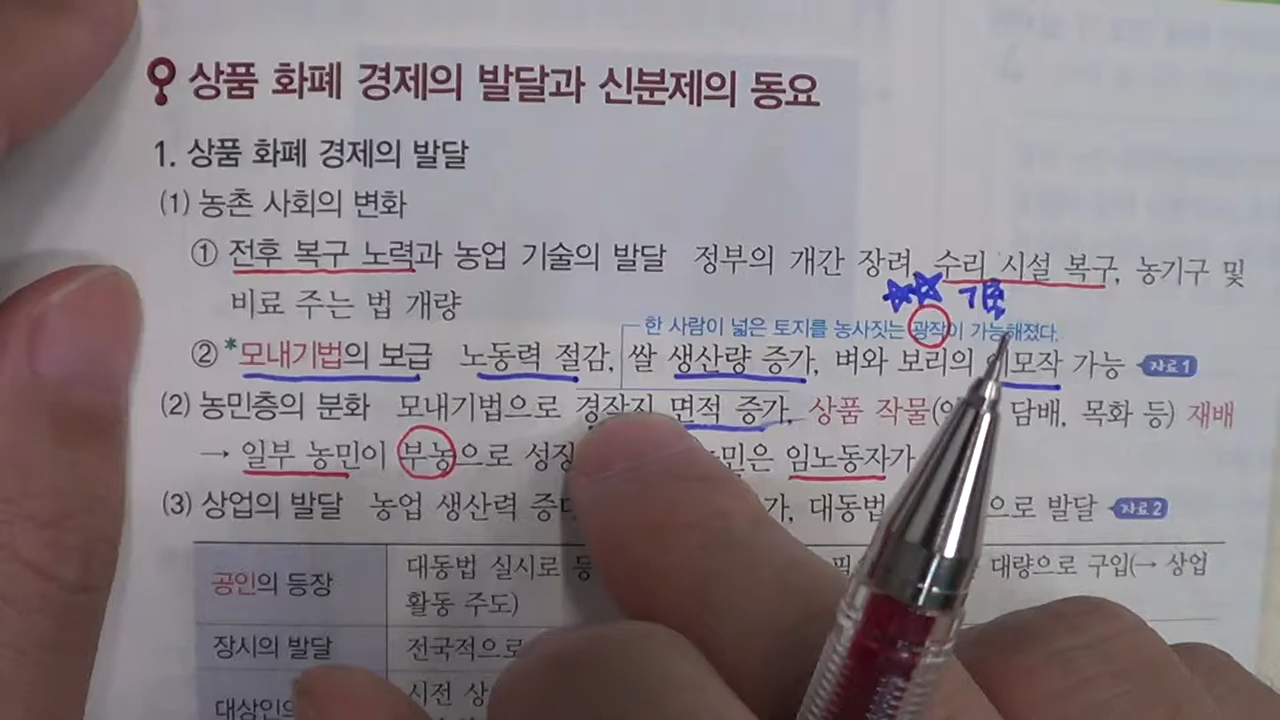 상품 화폐 경제의 발달과 신분제의 동요
1. 상품 화폐 경제의 발달
(1) 농촌 사회의 변화
① 전후 복구 노력과 농업 기술의 발달 정부의 개간 장려, 수리 시설 복구, 농기구 및
비료 주는 법 개량
한 사람이 넓은 토지를 농사짓는 광작이 가능해졌다.
② *모내기법의 보급 노동력 절감, 쌀 생산량 증가, 벼와 보리의 이모작 가능 자료1
(2) 농민층의 분화 모내기법으로 경작지 면적 증가, 상품 작물( 담배, 목화 등) 재배
→ 일부 농민이 부농으로 성장 임노동자가
(3) 상업의 발달 농업 생산력 증대 대동법 으로 발달 자료2
공인의 등장
대동법 실시로 대량으로 구입(→ 상업
활동 주도)
장시의 발달
전국적으로
대상인의
시전